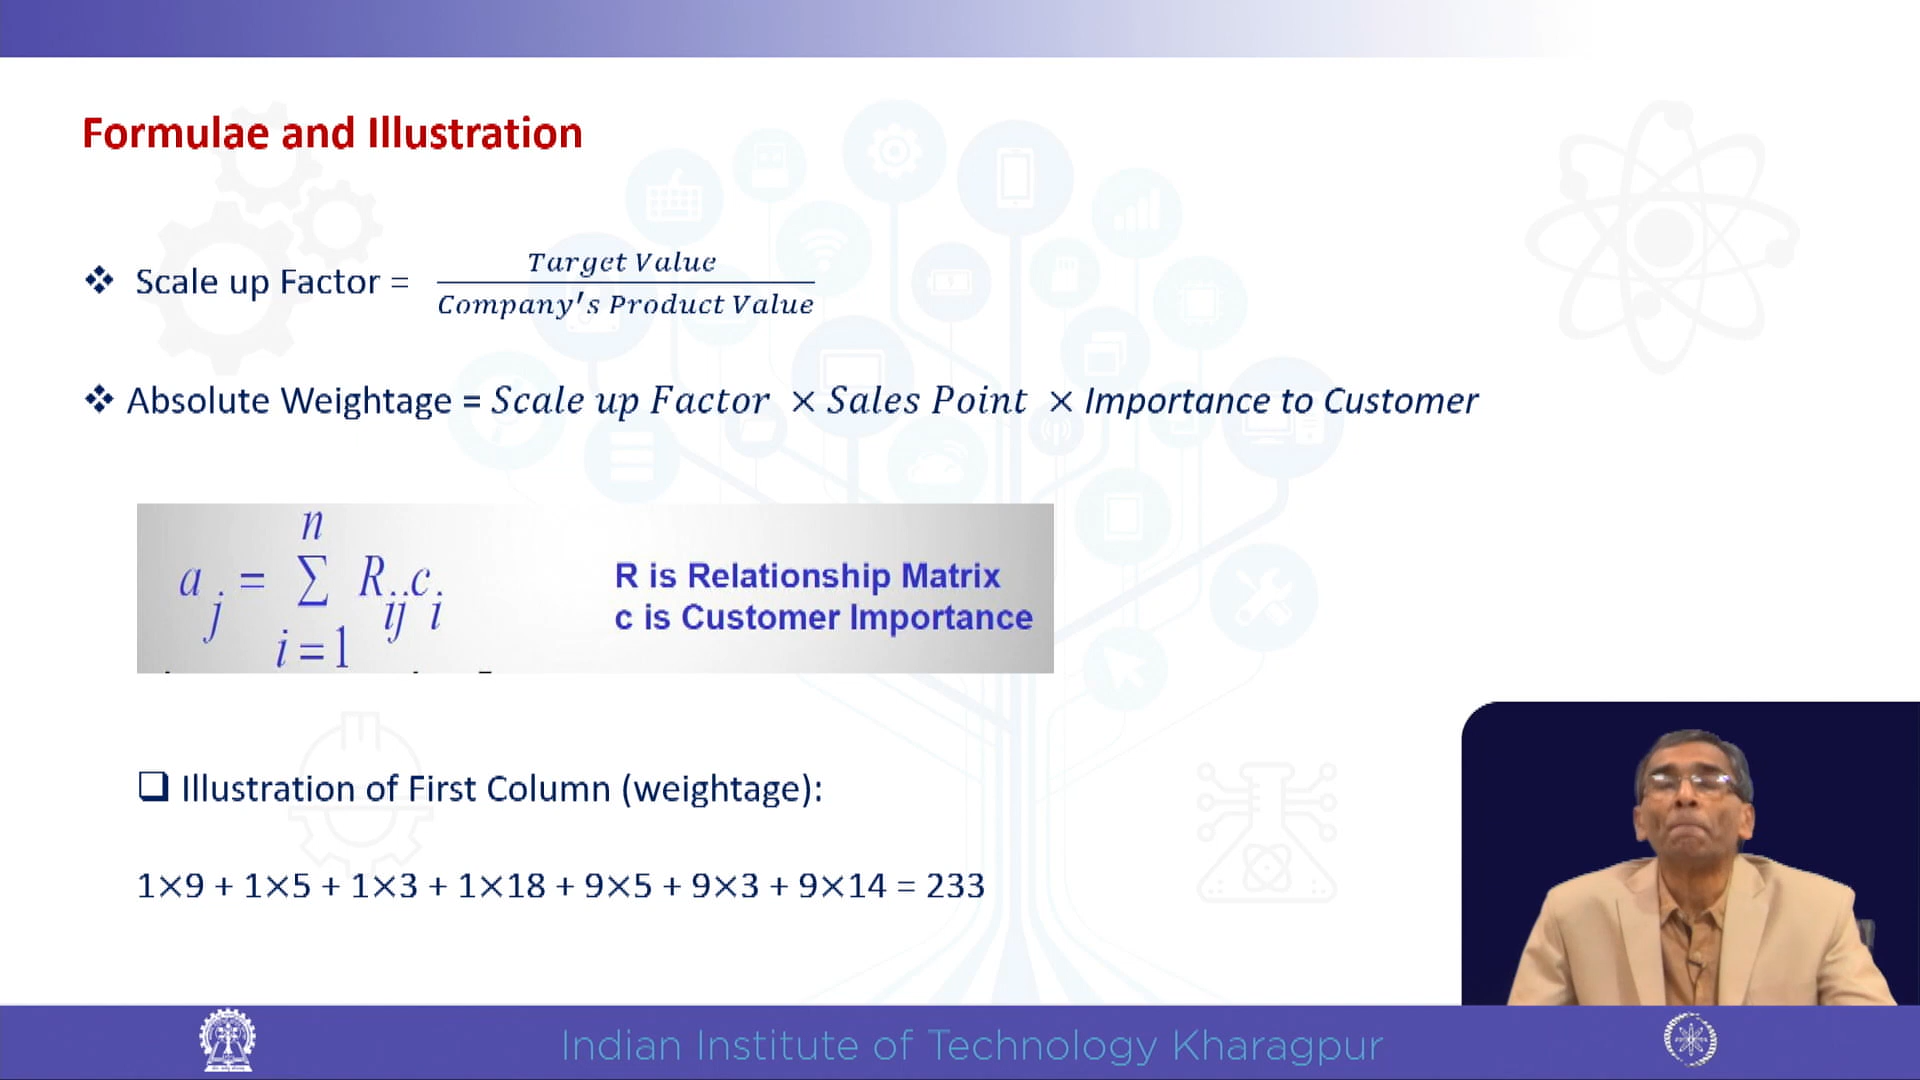 Formulae and Illustration
❖ Scale up Factor = Target Value / Company's Product Value
❖ Absolute Weightage = Scale up Factor × Sales Point × Importance to Customer
a_j = ∑_{i=1}^{n} R_{ij} c_i
R is Relationship Matrix
c is Customer Importance
❑ Illustration of First Column (weightage):
1×9 + 1×5 + 1×3 + 1×18 + 9×5 + 9×3 + 9×14 = 233
Indian Institute of Technology Kharagpur